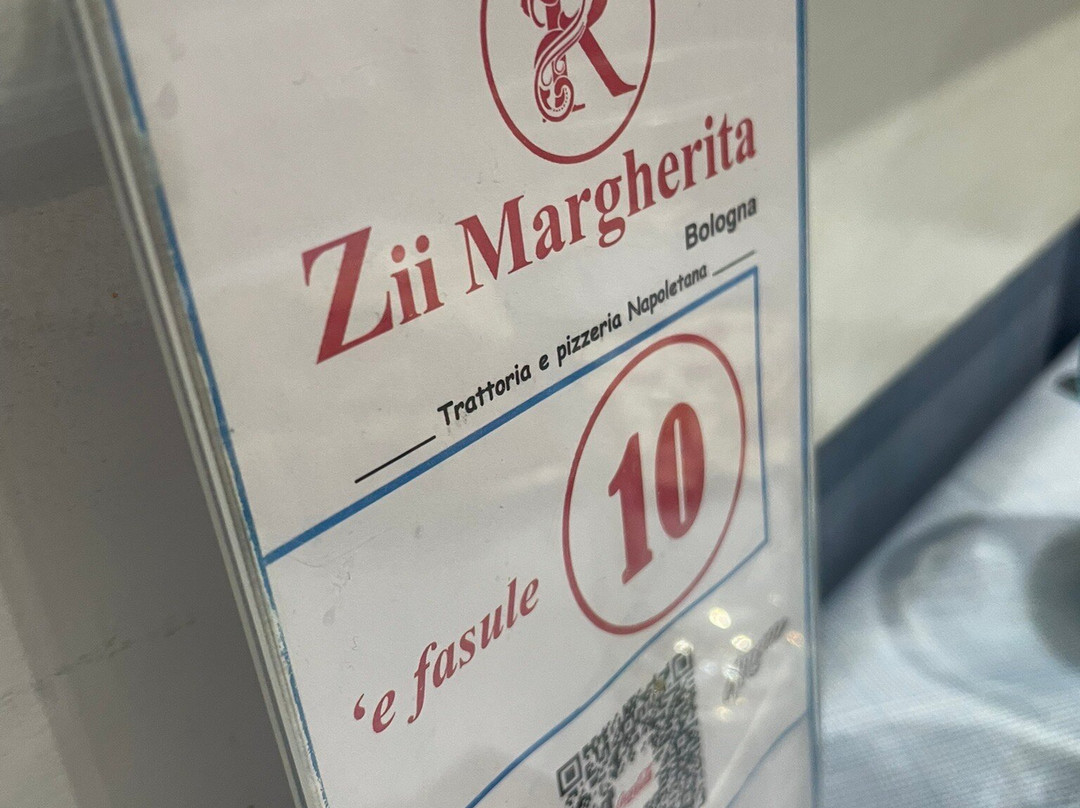 R
Zii Margherita
Bologna
Trattoria e pizzeria Napoletana
10
'e fasule